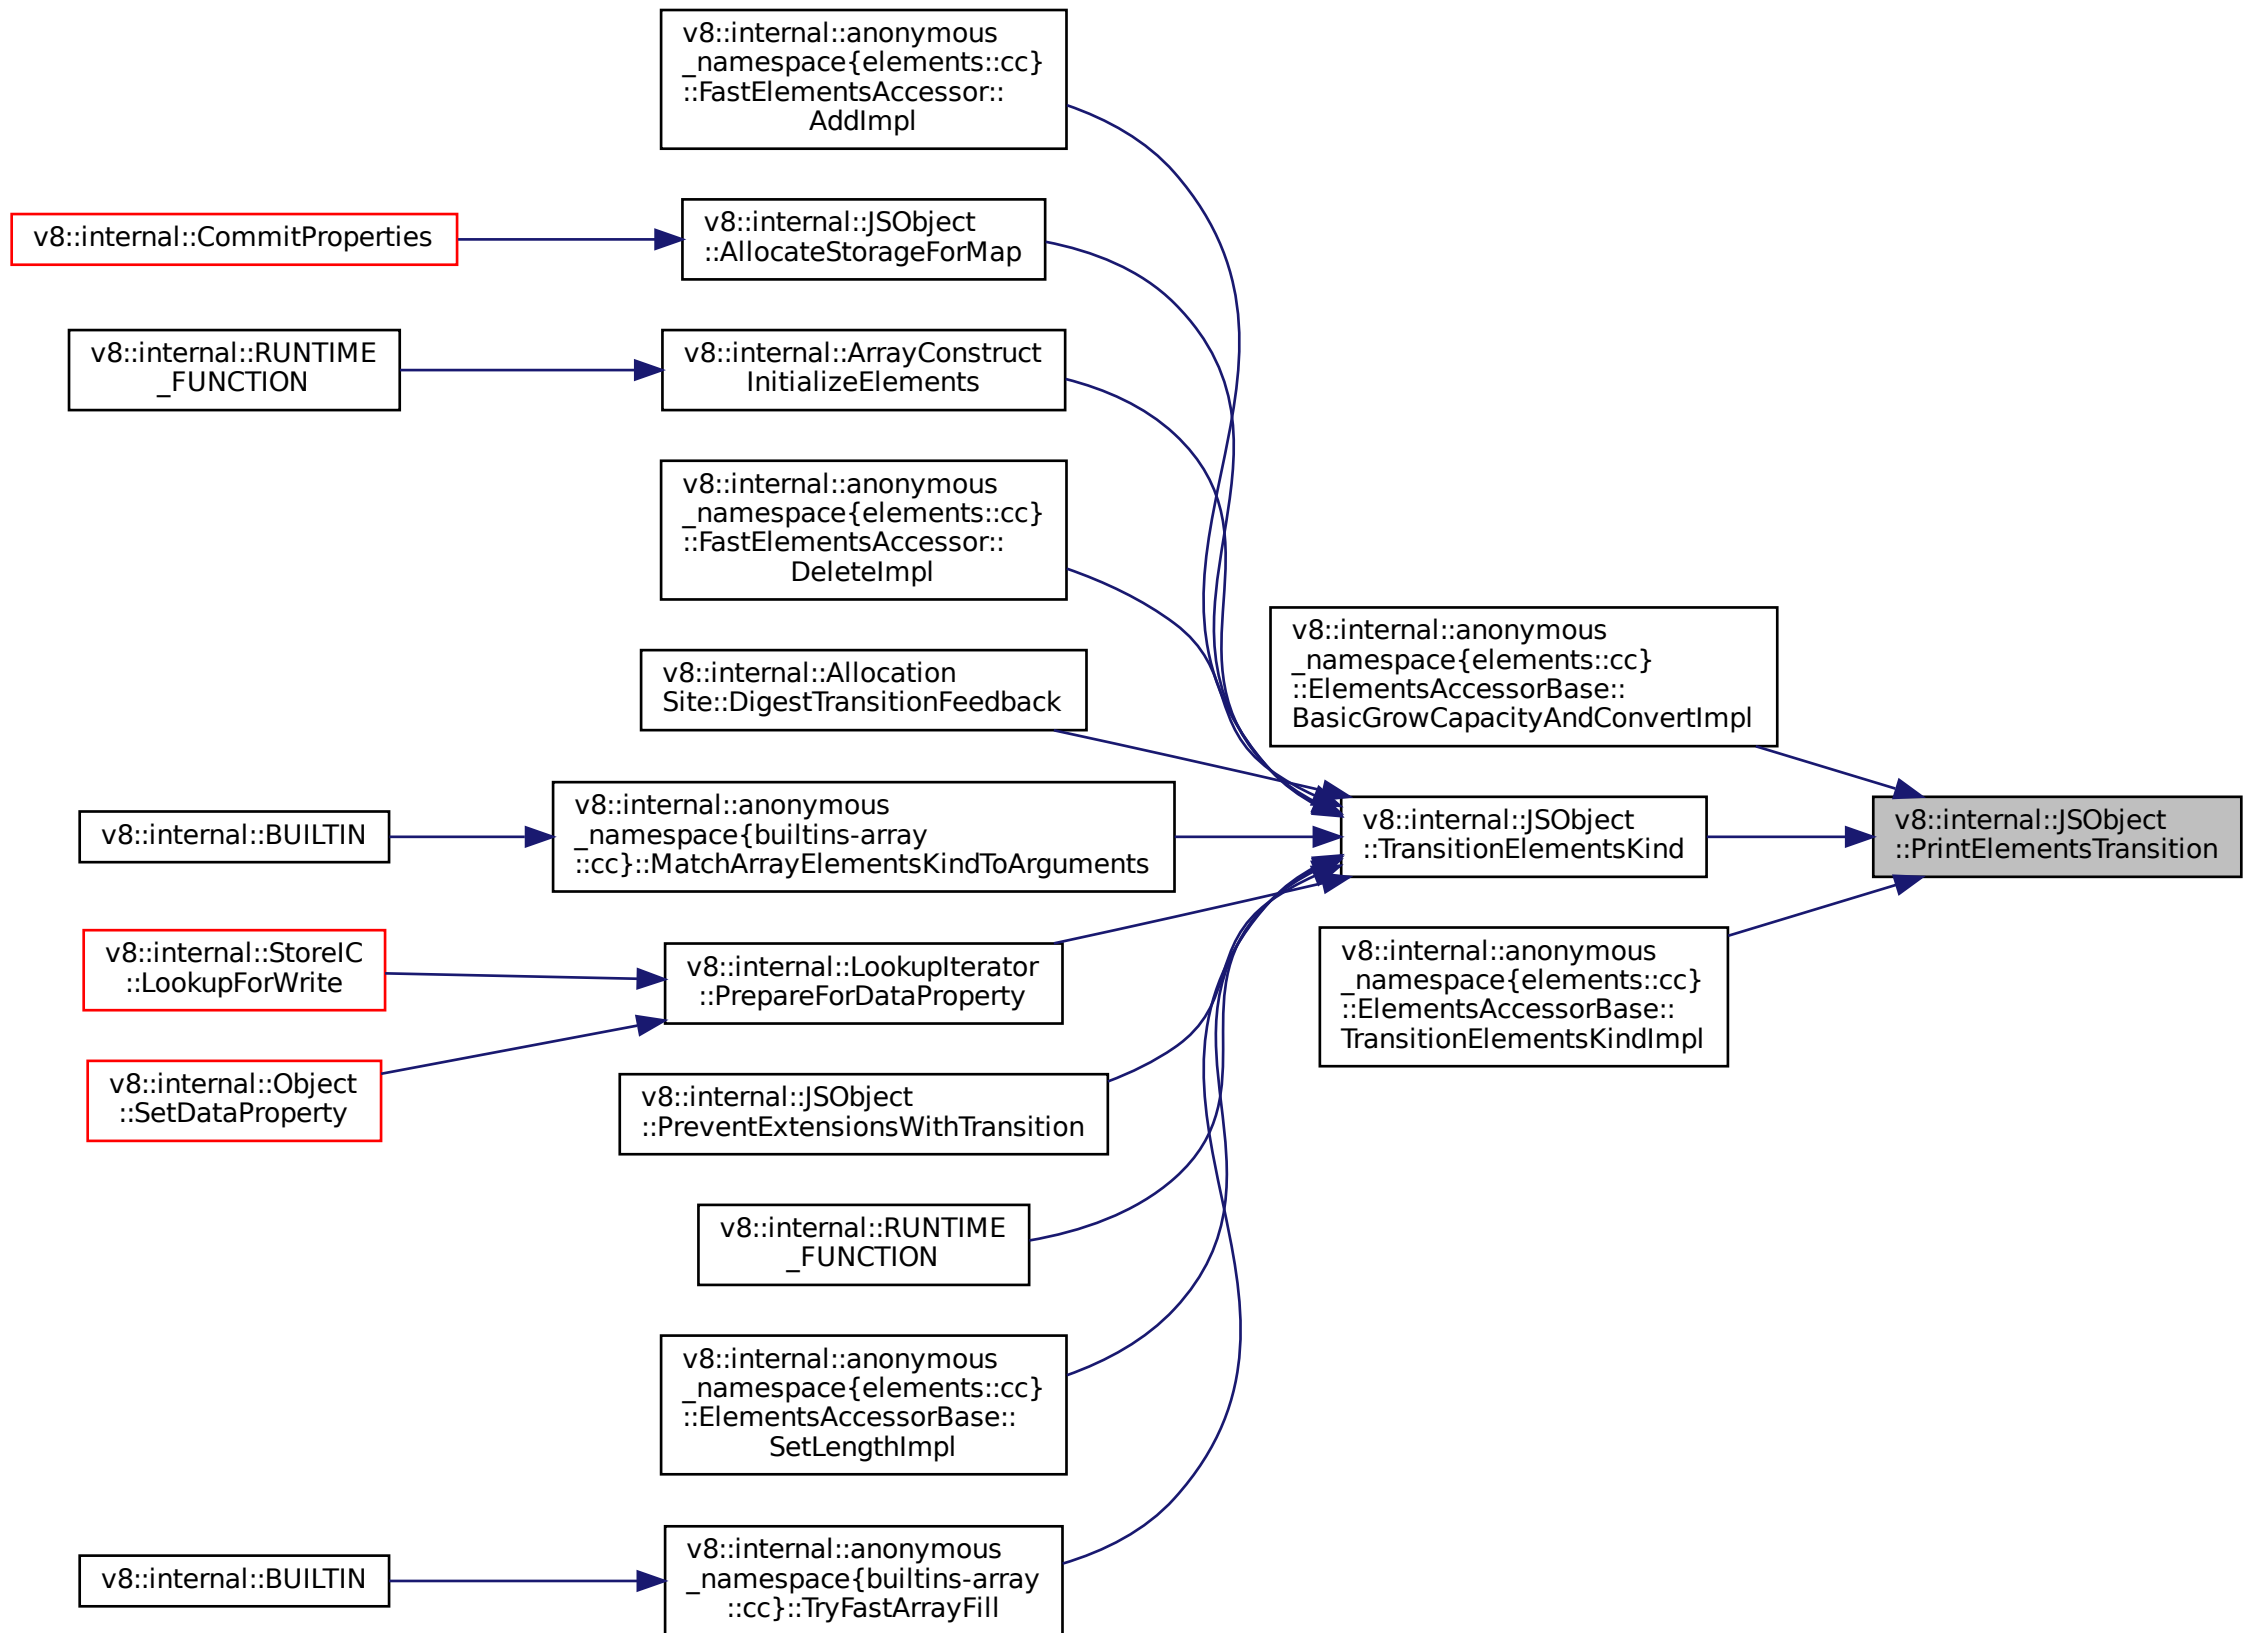 v8::internal::anonymous
_namespace{elements::cc}
::FastElementsAccessor::
AddImpl
v8::internal::CommitProperties
v8::internal::JSObject
::AllocateStorageForMap
v8::internal::RUNTIME
_FUNCTION
v8::internal::ArrayConstruct
InitializeElements
v8::internal::anonymous
_namespace{elements::cc}
::FastElementsAccessor::
DeleteImpl
v8::internal::Allocation
Site::DigestTransitionFeedback
v8::internal::anonymous
_namespace{elements::cc}
::ElementsAccessorBase::
BasicGrowCapacityAndConvertImpl
v8::internal::BUILTIN
v8::internal::anonymous
_namespace{builtins-array
::cc}::MatchArrayElementsKindToArguments
v8::internal::JSObject
::TransitionElementsKind
v8::internal::JSObject
::PrintElementsTransition
v8::internal::StoreIC
::LookupForWrite
v8::internal::LookupIterator
::PrepareForDataProperty
v8::internal::anonymous
_namespace{elements::cc}
::ElementsAccessorBase::
TransitionElementsKindImpl
v8::internal::Object
::SetDataProperty
v8::internal::JSObject
::PreventExtensionsWithTransition
v8::internal::RUNTIME
_FUNCTION
v8::internal::anonymous
_namespace{elements::cc}
::ElementsAccessorBase::
SetLengthImpl
v8::internal::BUILTIN
v8::internal::anonymous
_namespace{builtins-array
::cc}::TryFastArrayFill